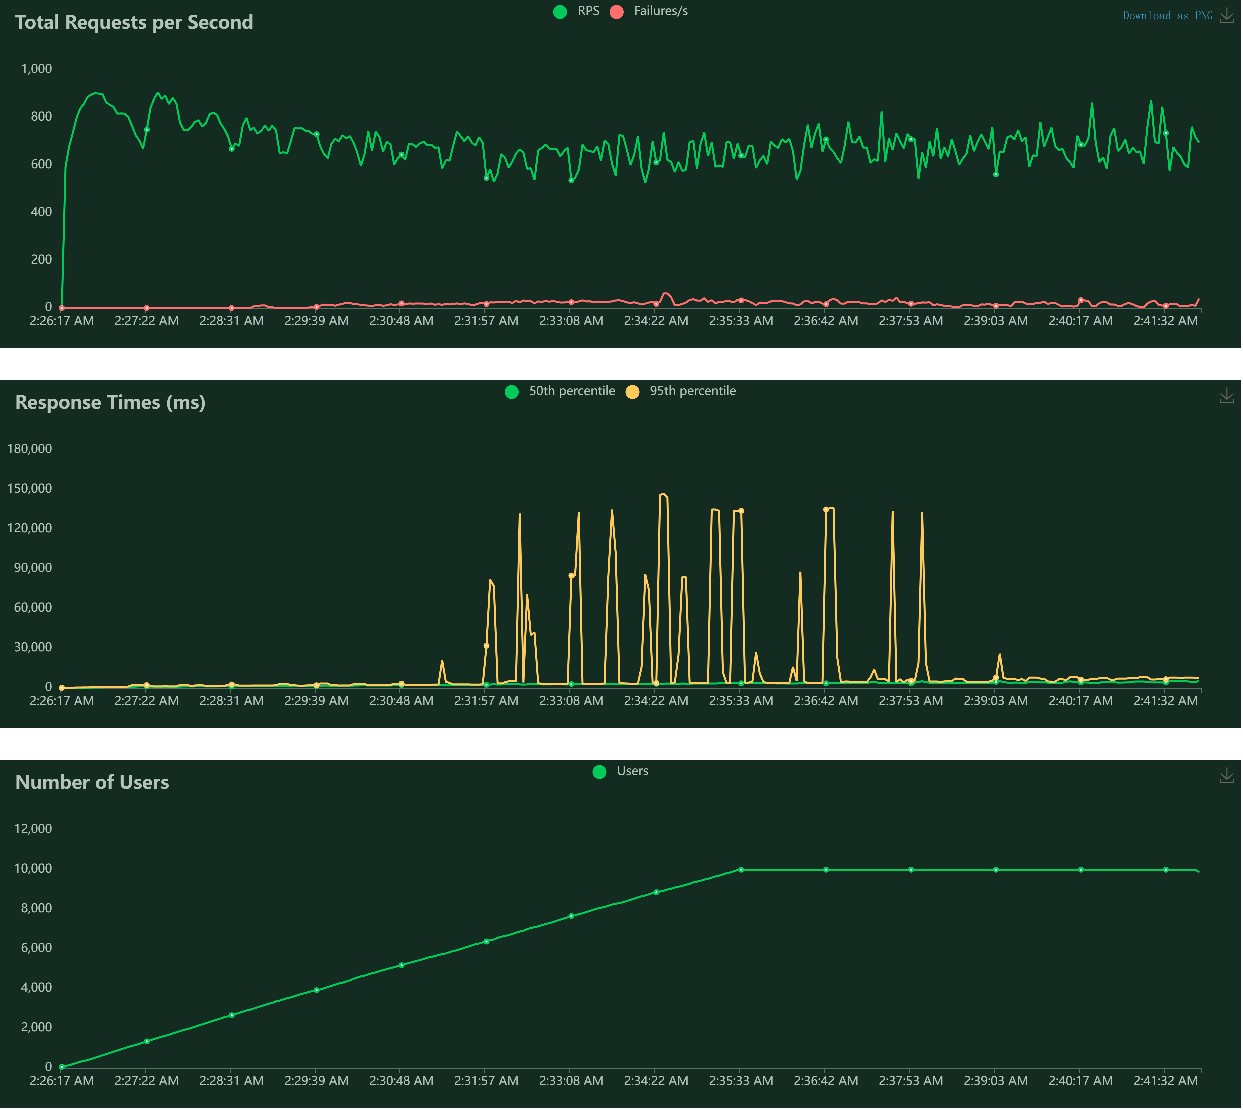 Total Requests per Second
RPS Failures/s
Download as PNG
1,000
800
600
400
200
0
2:26:17 AM 2:27:22 AM 2:28:31 AM 2:29:39 AM 2:30:48 AM 2:31:57 AM 2:33:08 AM 2:34:22 AM 2:35:33 AM 2:36:42 AM 2:37:53 AM 2:39:03 AM 2:40:17 AM 2:41:32 AM
Response Times (ms)
50th percentile 95th percentile
180,000
150,000
120,000
90,000
60,000
30,000
0
2:26:17 AM 2:27:22 AM 2:28:31 AM 2:29:39 AM 2:30:48 AM 2:31:57 AM 2:33:08 AM 2:34:22 AM 2:35:33 AM 2:36:42 AM 2:37:53 AM 2:39:03 AM 2:40:17 AM 2:41:32 AM
Number of Users
Users
12,000
10,000
8,000
6,000
4,000
2,000
0
2:26:17 AM 2:27:22 AM 2:28:31 AM 2:29:39 AM 2:30:48 AM 2:31:57 AM 2:33:08 AM 2:34:22 AM 2:35:33 AM 2:36:42 AM 2:37:53 AM 2:39:03 AM 2:40:17 AM 2:41:32 AM